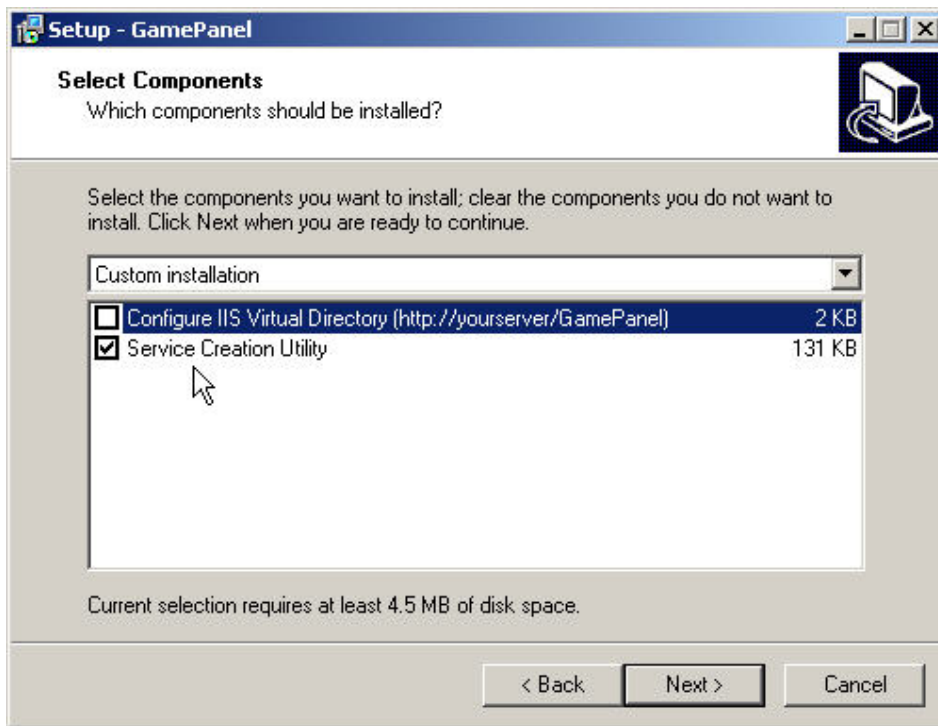 Setup - GamePanel
Select Components
Which components should be installed?
Select the components you want to install; clear the components you do not want to
install. Click Next when you are ready to continue.
Custom installation
Configure IIS Virtual Directory (http://yourserver/GamePanel) 2 KB
Service Creation Utility 131 KB
Current selection requires at least 4.5 MB of disk space.
< Back Next > Cancel